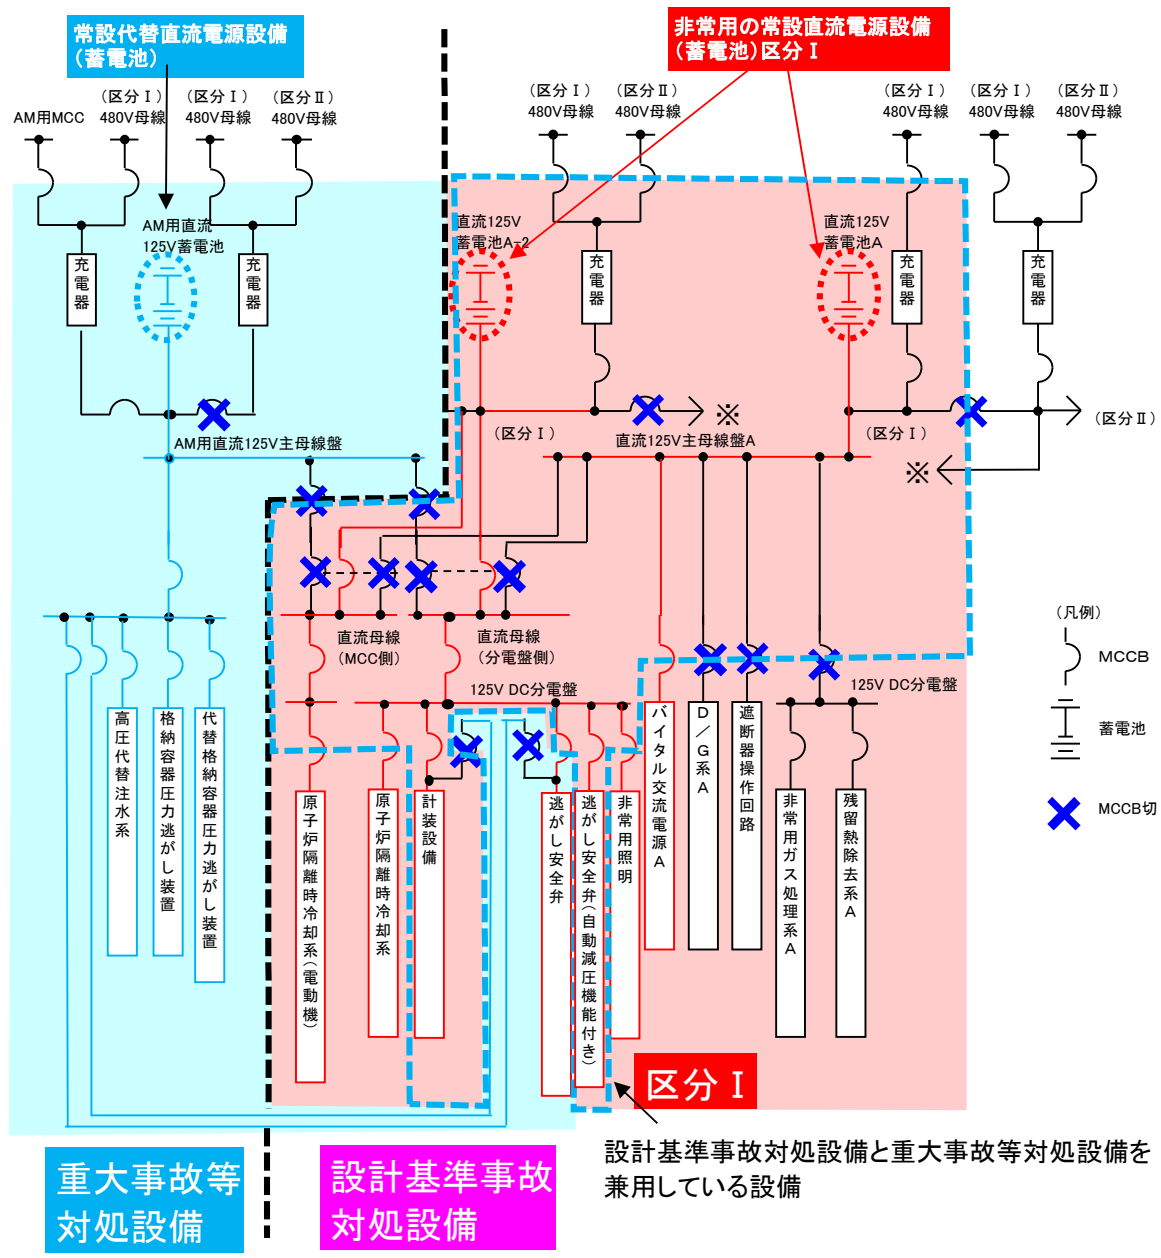 常設代替直流電源設備
(蓄電池)
非常用の常設直流電源設備
(蓄電池)区分Ⅰ
AM用MCC
(区分Ⅰ)
480V母線
(区分Ⅰ)
480V母線
(区分Ⅱ)
480V母線
(区分Ⅰ)
480V母線
(区分Ⅱ)
480V母線
(区分Ⅰ)
480V母線
(区分Ⅰ)
480V母線
(区分Ⅱ)
480V母線
AM用直流
125V蓄電池
直流125V
蓄電池A-2
直流125V
蓄電池A
充電器
充電器
充電器
充電器
充電器
※
(区分Ⅱ)
AM用直流125V主母線盤
(区分Ⅰ)
直流125V主母線盤A
(区分Ⅰ)
※
直流母線
(MCC側)
直流母線
(分電盤側)
125V DC分電盤
125V DC分電盤
(凡例)
MCCB
蓄電池
MCCB切
高圧代替注水系
格納容器圧力逃がし装置
代替格納容器圧力逃がし装置
原子炉隔離時冷却系(電動機)
原子炉隔離時冷却系
計装設備
逃がし安全弁
逃がし安全弁(自動減圧機能付き)
非常用照明
バイタル交流電源A
D/G系A
遮断器操作回路
非常用ガス処理系A
残留熱除去系A
区分Ⅰ
重大事故等
対処設備
設計基準事故
対処設備
設計基準事故対処設備と重大事故等対処設備を
兼用している設備